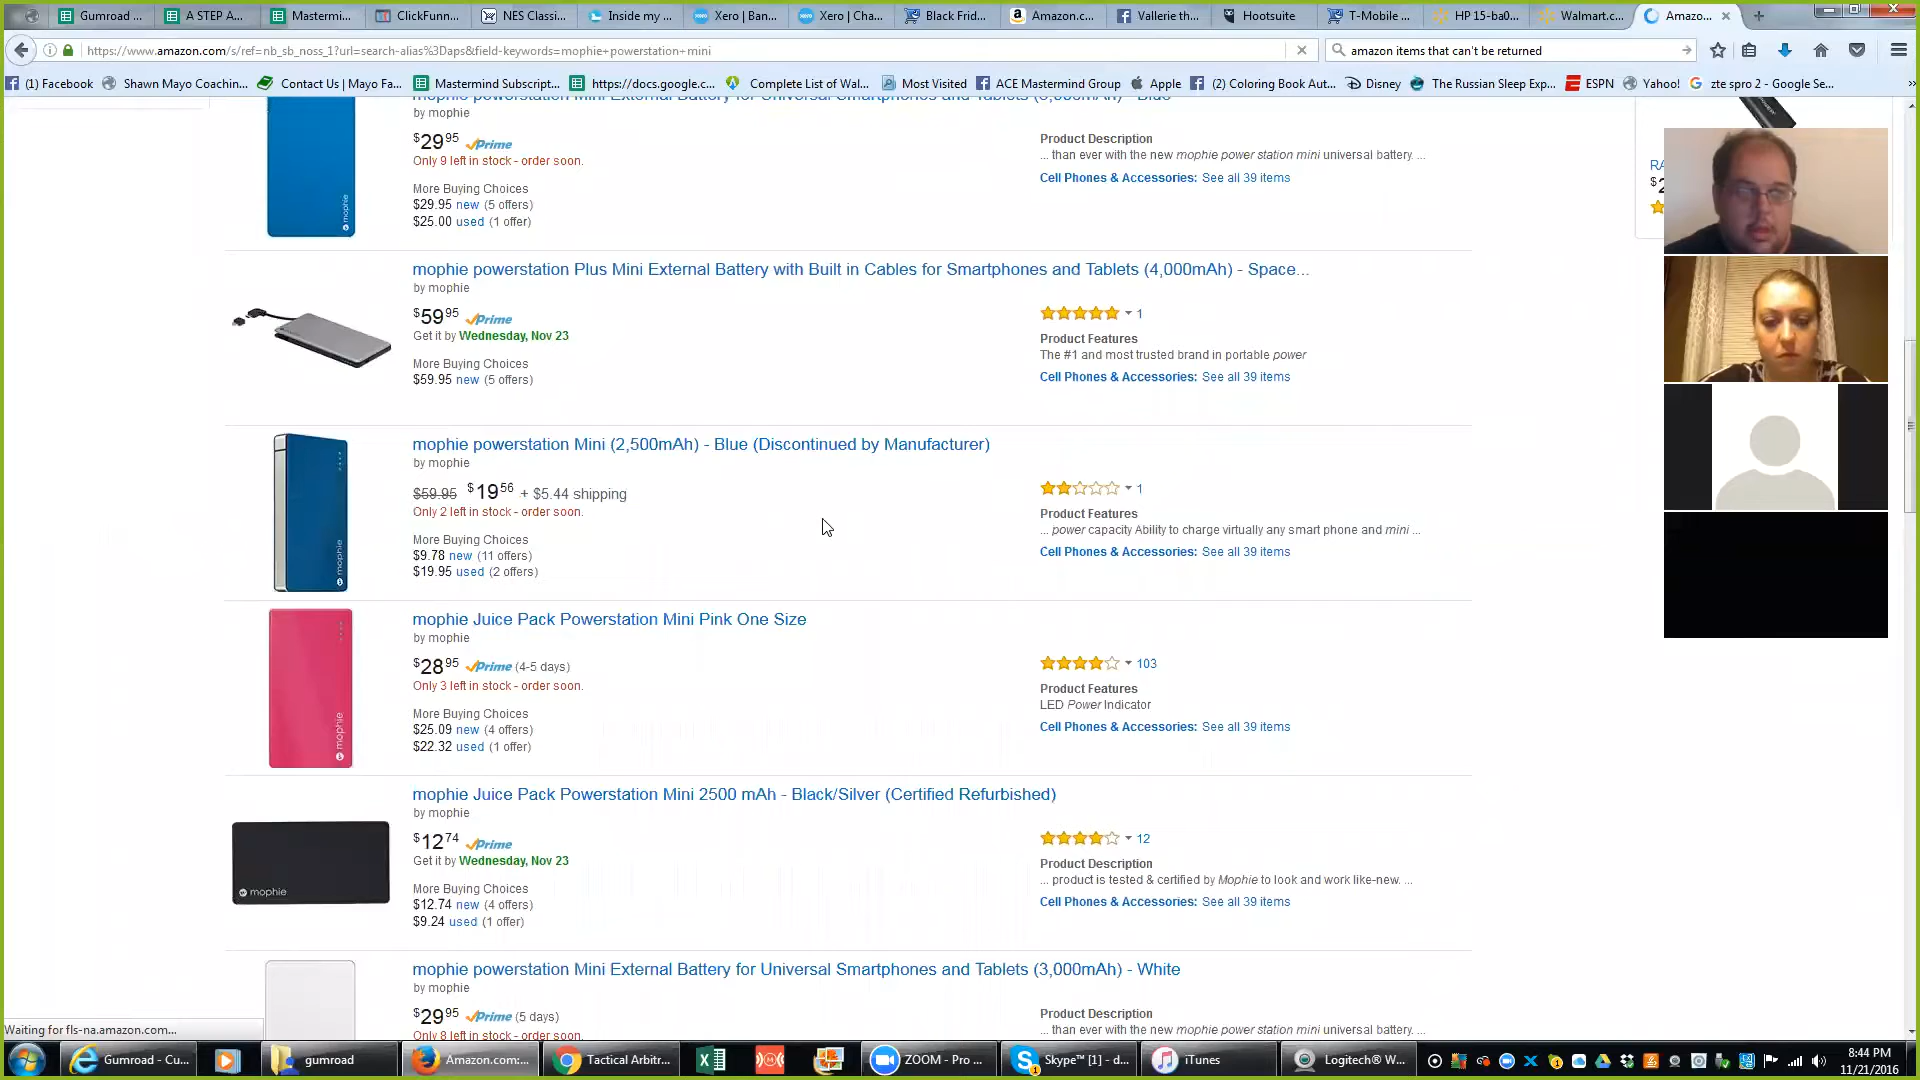 Gumroad ... A STEP A... Mastermi... ClickFunn... NES Classi... Inside my ... Xero | Ban... Xero | Cha... Black Frid... Amazon.c... Vallerie th... Hootsuite T-Mobile ... HP 15-ba0... Walmart.c... Amazo...
https://www.amazon.com/s/ref=nb_sb_noss_1?url=search-alias%3Daps&field-keywords=mophie+powerstation+mini amazon items that can't be returned
(1) Facebook Shawn Mayo Coachin... Contact Us | Mayo Fa... Mastermind Subscript... https://docs.google.c... Complete List of Wal... Most Visited ACE Mastermind Group Apple (2) Coloring Book Aut... Disney The Russian Sleep Exp... ESPN Yahoo! zte spro 2 - Google Se...
mophie powerstation Mini External Battery for Universal Smartphones and Tablets (3,000mAh) - Blue
by mophie
$29.95 Prime
Only 9 left in stock - order soon.
More Buying Choices
$29.95 new (5 offers)
$25.00 used (1 offer)
Product Description
... than ever with the new mophie power station mini universal battery. ...
Cell Phones & Accessories: See all 39 items
mophie
mophie powerstation Plus Mini External Battery with Built in Cables for Smartphones and Tablets (4,000mAh) - Space...
by mophie
$59.95 Prime
Get it by Wednesday, Nov 23
More Buying Choices
$59.95 new (5 offers)
1
Product Features
The #1 and most trusted brand in portable power
Cell Phones & Accessories: See all 39 items
mophie powerstation Mini (2,500mAh) - Blue (Discontinued by Manufacturer)
by mophie
$59.95 $19.56 + $5.44 shipping
Only 2 left in stock - order soon.
More Buying Choices
$9.78 new (11 offers)
$19.95 used (2 offers)
1
Product Features
... power capacity Ability to charge virtually any smart phone and mini ...
Cell Phones & Accessories: See all 39 items
mophie
mophie Juice Pack Powerstation Mini Pink One Size
by mophie
$28.95 Prime (4-5 days)
Only 3 left in stock - order soon.
More Buying Choices
$25.09 new (4 offers)
$22.32 used (1 offer)
103
Product Features
LED Power Indicator
Cell Phones & Accessories: See all 39 items
mophie
mophie Juice Pack Powerstation Mini 2500 mAh - Black/Silver (Certified Refurbished)
by mophie
$12.74 Prime
Get it by Wednesday, Nov 23
More Buying Choices
$12.74 new (4 offers)
$9.24 used (1 offer)
12
Product Description
... product is tested & certified by Mophie to look and work like-new. ...
Cell Phones & Accessories: See all 39 items
mophie
mophie powerstation Mini External Battery for Universal Smartphones and Tablets (3,000mAh) - White
by mophie
$29.95 Prime (5 days)
Only 8 left in stock - order soon.
Product Description
... than ever with the new mophie power station mini universal battery. ...
Waiting for fls-na.amazon.com...
Gumroad - Cu... gumroad Amazon.com:... Tactical Arbitr... ZOOM - Pro ... Skype™ [1] - d... iTunes Logitech® W... 8:44 PM
11/21/2016